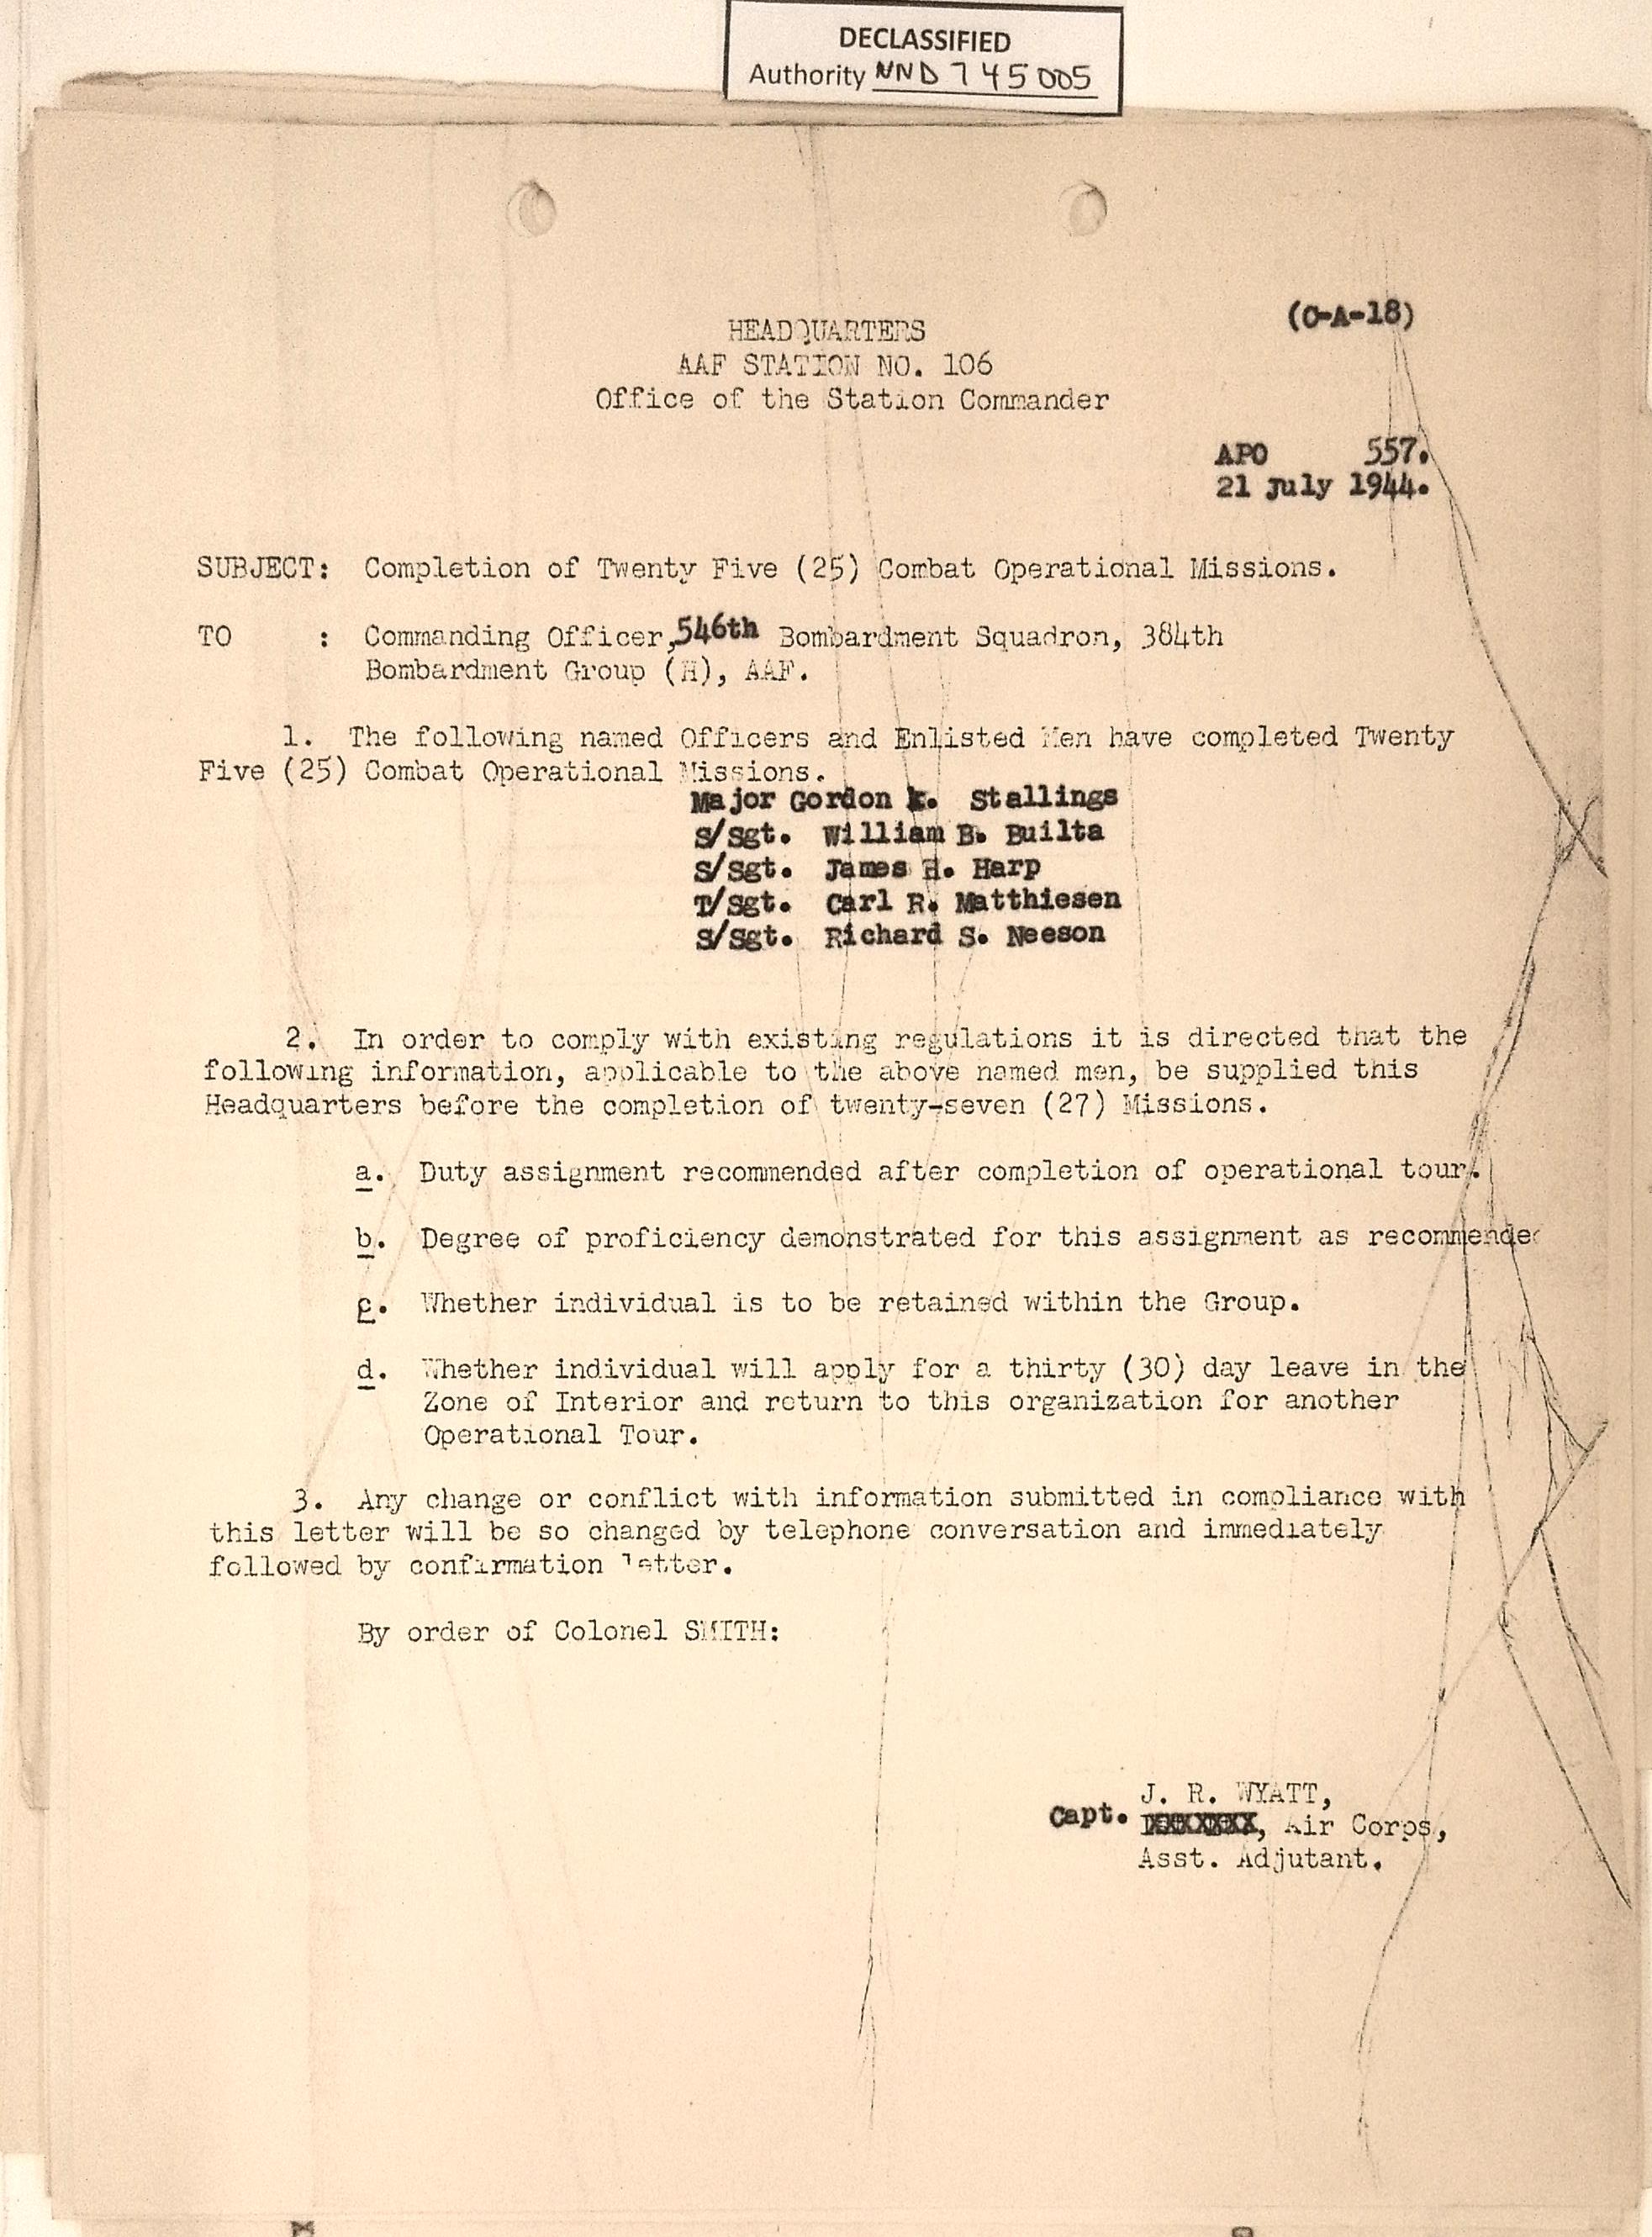 DECLASSIFIED
Authority NND 745005
(O-A-18)
HEADQUARTERS
AAF STATION NO. 106
Office of the Station Commander
APO 557.
21 July 1944.
SUBJECT: Completion of Twenty Five (25) Combat Operational Missions.
TO : Commanding Officer, 546th Bombardment Squadron, 384th
Bombardment Group (H), AAF.
1. The following named Officers and Enlisted Men have completed Twenty
Five (25) Combat Operational Missions.
Major Gordon K. Stallings
S/Sgt. William B. Builta
S/Sgt. James H. Harp
T/Sgt. Carl R. Matthiesen
S/Sgt. Richard S. Neeson
2. In order to comply with existing regulations it is directed that the
following information, applicable to the above named men, be supplied this
Headquarters before the completion of twenty-seven (27) Missions.
a. Duty assignment recommended after completion of operational tour.
b. Degree of proficiency demonstrated for this assignment as recommended
c. Whether individual is to be retained within the Group.
d. Whether individual will apply for a thirty (30) day leave in the
Zone of Interior and return to this organization for another
Operational Tour.
3. Any change or conflict with information submitted in compliance with
this letter will be so changed by telephone conversation and immediately
followed by confirmation letter.
By order of Colonel SMITH:
J. R. WYATT,
Capt. XXXXXXX, Air Corps,
Asst. Adjutant.